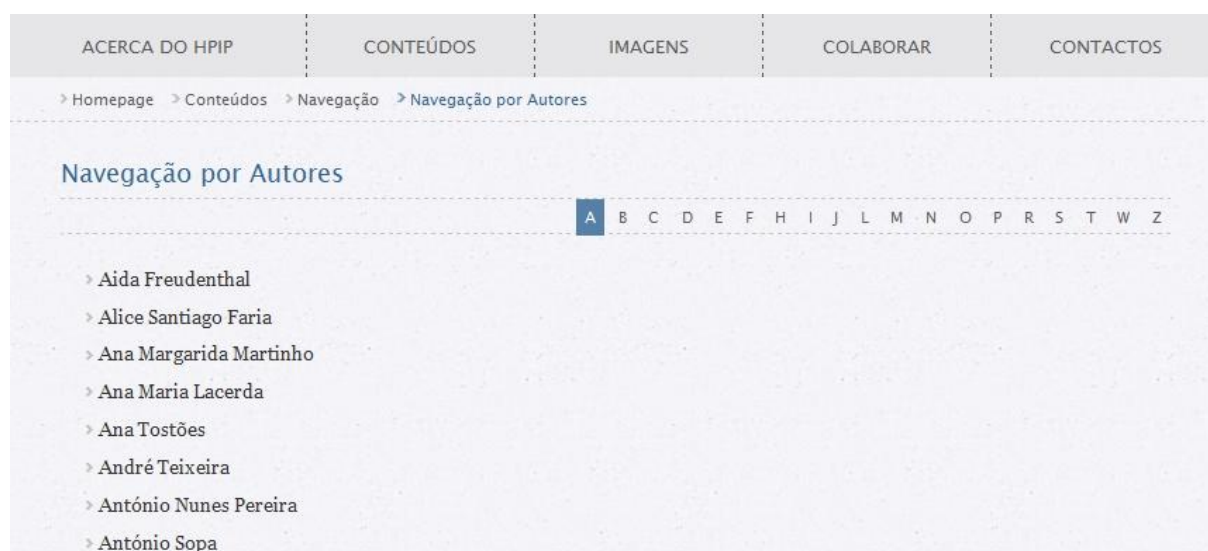 ACERCA DO HPIP CONTEÚDOS IMAGENS COLABORAR CONTACTOS
> Homepage > Conteúdos > Navegação > Navegação por Autores
Navegação por Autores
A B C D E F H I J L M N O P R S T W Z
> Aida Freudenthal
> Alice Santiago Faria
> Ana Margarida Martinho
> Ana Maria Lacerda
> Ana Tostões
> André Teixeira
> António Nunes Pereira
> António Sopa